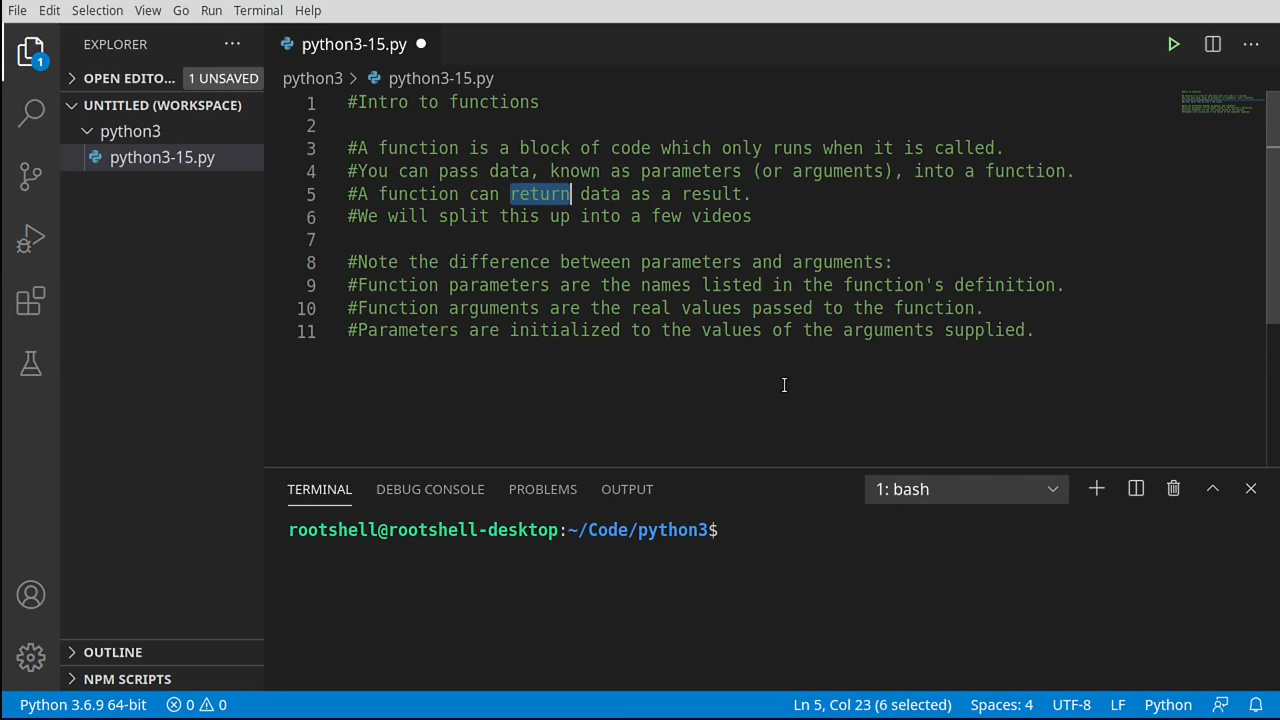 File Edit Selection View Go Run Terminal Help
EXPLORER
python3-15.py
OPEN EDITO... 1 UNSAVED
python3 > python3-15.py
UNTITLED (WORKSPACE)
python3
python3-15.py
1
1 #Intro to functions
2
3 #A function is a block of code which only runs when it is called.
4 #You can pass data, known as parameters (or arguments), into a function.
5 #A function can return data as a result.
6 #We will split this up into a few videos
7
8 #Note the difference between parameters and arguments:
9 #Function parameters are the names listed in the function's definition.
10 #Function arguments are the real values passed to the function.
11 #Parameters are initialized to the values of the arguments supplied.
TERMINAL DEBUG CONSOLE PROBLEMS OUTPUT 1: bash
rootshell@rootshell-desktop:~/Code/python3$
OUTLINE
NPM SCRIPTS
Python 3.6.9 64-bit 0 0 Ln 5, Col 23 (6 selected) Spaces: 4 UTF-8 LF Python